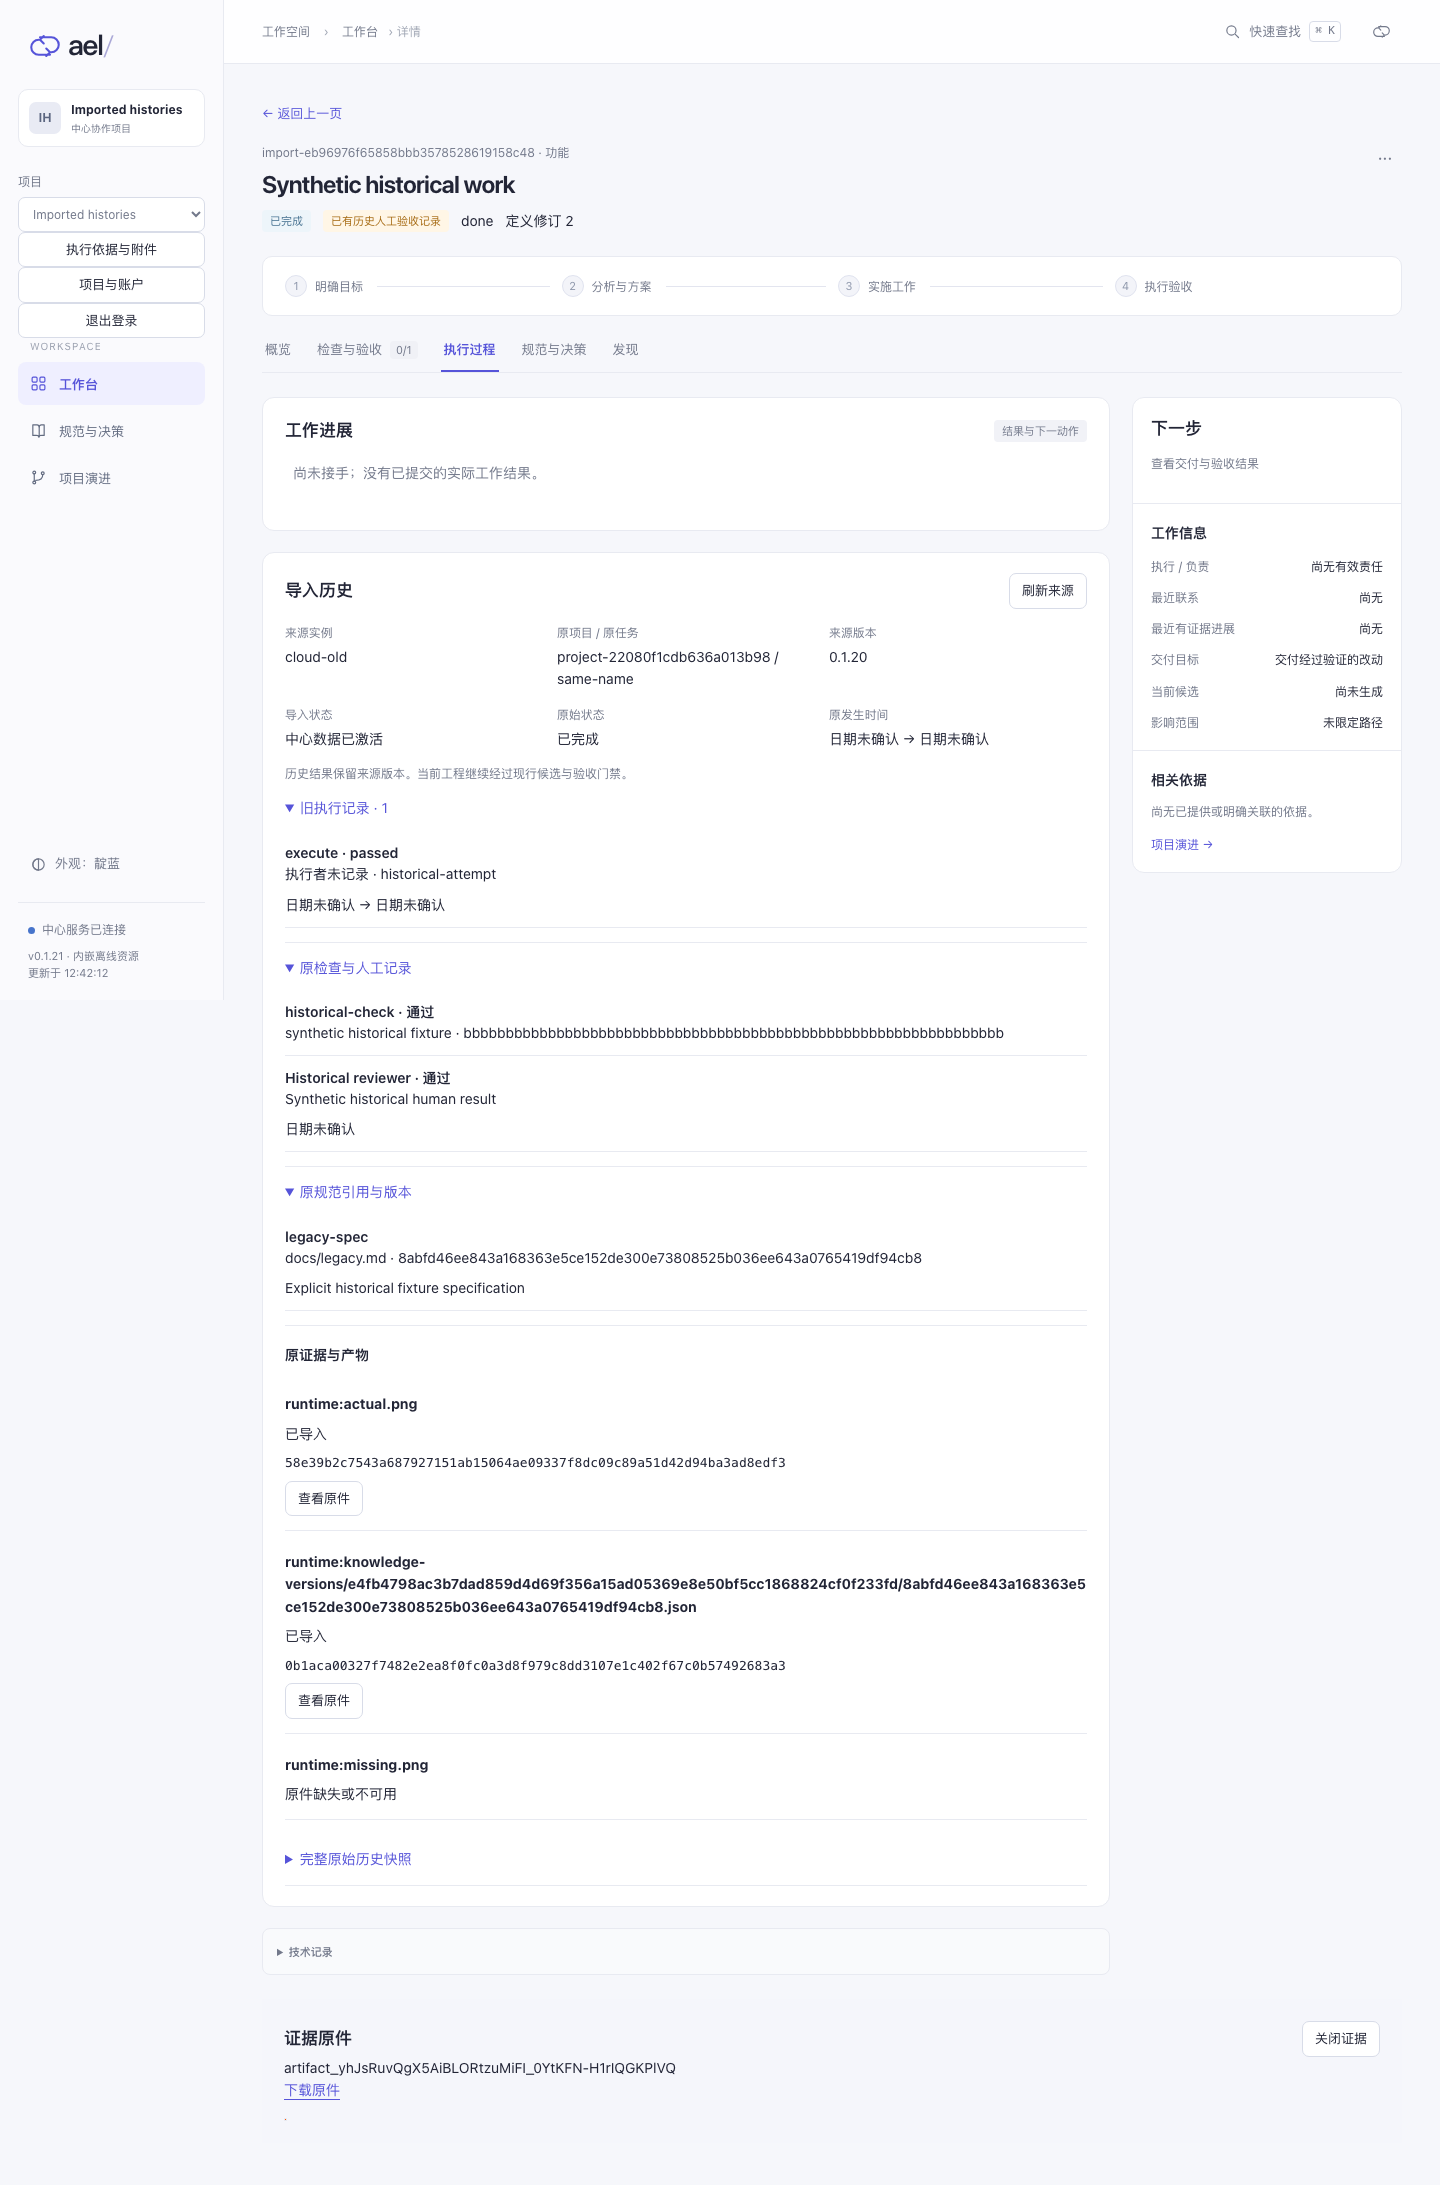 ael/
IH
Imported histories
中心协作项目
项目
Imported histories
执行依据与附件
项目与账户
退出登录
WORKSPACE
工作台
规范与决策
项目演进
外观：靛蓝
中心服务已连接
v0.1.21 · 内嵌离线资源
更新于 12:42:12
工作空间 › 工作台 › 详情
快速查找 ⌘ K
← 返回上一页
import-eb96976f65858bbb3578528619158c48 · 功能
...
Synthetic historical work
已完成 已有历史人工验收记录 done 定义修订 2
1 明确目标 2 分析与方案 3 实施工作 4 执行验收
概览 检查与验收 0/1 执行过程 规范与决策 发现
工作进展
结果与下一动作
尚未接手；没有已提交的实际工作结果。
导入历史
刷新来源
来源实例 原项目 / 原任务 来源版本
cloud-old project-22080f1cdb636a013b98 / 0.1.20
same-name
导入状态 原始状态 原发生时间
中心数据已激活 已完成 日期未确认 → 日期未确认
历史结果保留来源版本。当前工程继续经过现行候选与验收门禁。
▼ 旧执行记录 · 1
execute · passed
执行者未记录 · historical-attempt
日期未确认 → 日期未确认
▼ 原检查与人工记录
historical-check · 通过
synthetic historical fixture · bbbbbbbbbbbbbbbbbbbbbbbbbbbbbbbbbbbbbbbbbbbbbbbbbbbbbbbbbbbbbbbb
Historical reviewer · 通过
Synthetic historical human result
日期未确认
▼ 原规范引用与版本
legacy-spec
docs/legacy.md · 8abfd46ee843a168363e5ce152de300e73808525b036ee643a0765419df94cb8
Explicit historical fixture specification
原证据与产物
runtime:actual.png
已导入
58e39b2c7543a687927151ab15064ae09337f8dc09c89a51d42d94ba3ad8edf3
查看原件
runtime:knowledge-
versions/e4fb4798ac3b7dad859d4d69f356a15ad05369e8e50bf5cc1868824cf0f233fd/8abfd46ee843a168363e5
ce152de300e73808525b036ee643a0765419df94cb8.json
已导入
0b1aca00327f7482e2ea8f0fc0a3d8f979c8dd3107e1c402f67c0b57492683a3
查看原件
runtime:missing.png
原件缺失或不可用
▶ 完整原始历史快照
▶ 技术记录
下一步
查看交付与验收结果
工作信息
执行 / 负责 尚无有效责任
最近联系 尚无
最近有证据进展 尚无
交付目标 交付经过验证的改动
当前候选 尚未生成
影响范围 未限定路径
相关依据
尚无已提供或明确关联的依据。
项目演进 →
证据原件
关闭证据
artifact_yhJsRuvQgX5AiBLORtzuMiFI_0YtKFN-H1rIQGKPIVQ
下载原件